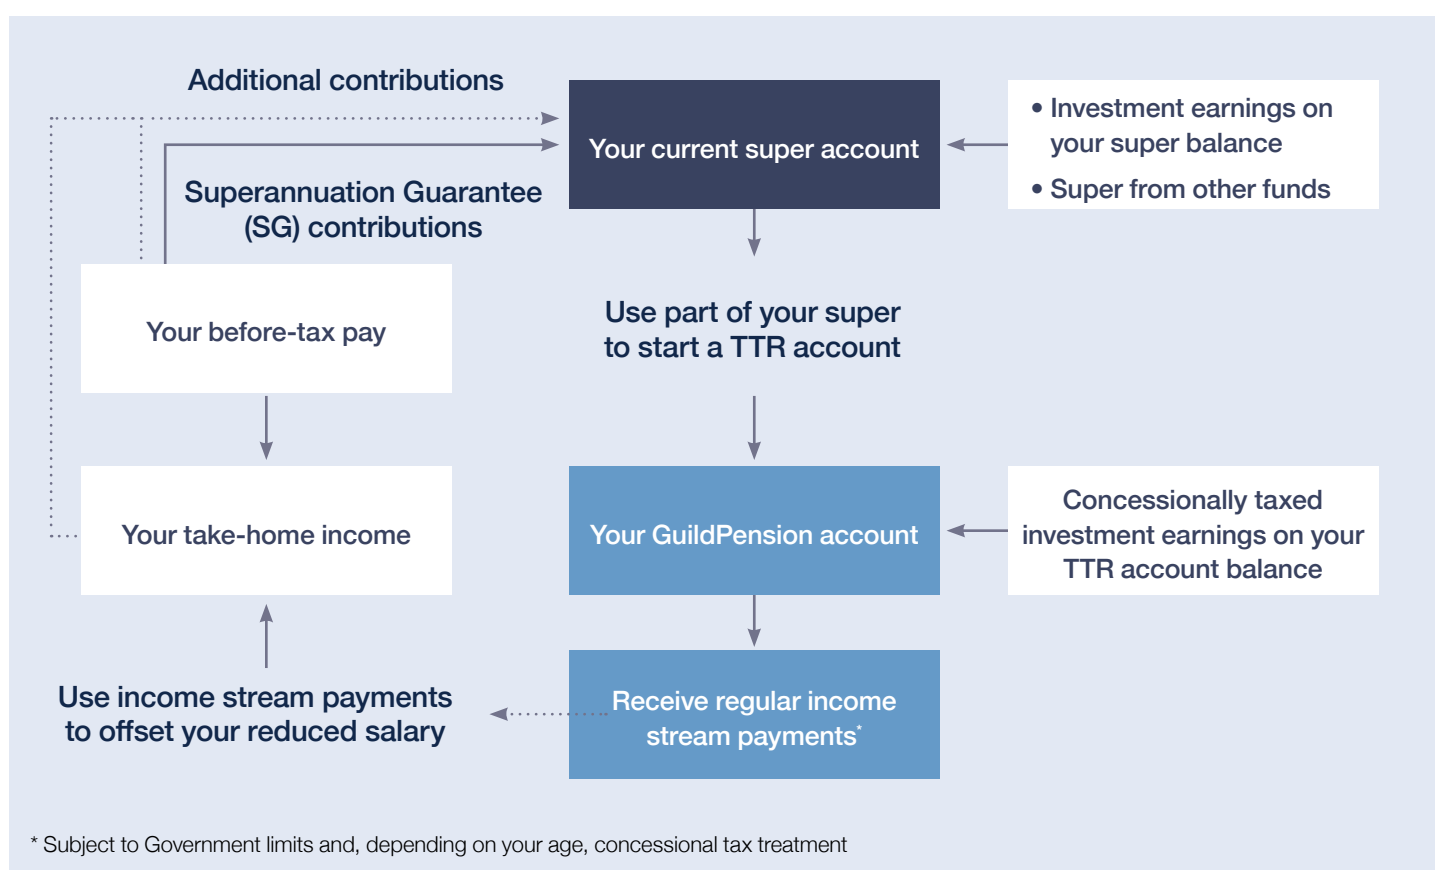 Additional contributions
Your current super account
• Investment earnings on
your super balance
• Super from other funds
Superannuation Guarantee
(SG) contributions
Your before-tax pay
Use part of your super
to start a TTR account
Your take-home income
Your GuildPension account
Concessionally taxed
investment earnings on your
TTR account balance
Use income stream payments
to offset your reduced salary
Receive regular income
stream payments*
* Subject to Government limits and, depending on your age, concessional tax treatment